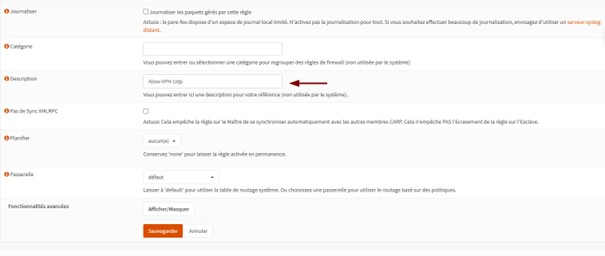 Journaliser
Journaliser les paquets gérés par cette règle
Astuce : le pare-feu dispose d'un espace de journal local limité. N'activez pas la journalisation pour tout. Si vous souhaitez effectuer beaucoup de journalisation, envisagez d'utiliser un serveur syslog
distant.
Catégorie
Vous pouvez entrer ou sélectionner une catégorie pour regrouper des règles de firewall (non utilisée par le système)
Description
Alow-VPN-Udp
Vous pouvez entrer ici une description pour votre référence (non utilisée par le système).
Pas de Sync XMLRPC
Astuce: Cela empêche la règle sur le Maître de se synchroniser automatiquement avec les autres membres CARP. Cela n'empêche PAS l'écrasement de la règle sur l'Esclave.
Planifier
aucun(e)
Conservez 'none' pour laisser la règle activée en permanence.
Passerelle
défaut
Laisser à 'default' pour utiliser la table de routage système. Ou choisissez une passerelle pour utiliser le routage basé sur des politiques.
Fonctionnalités avancées
Afficher/Masquer
Sauvegarder
Annuler